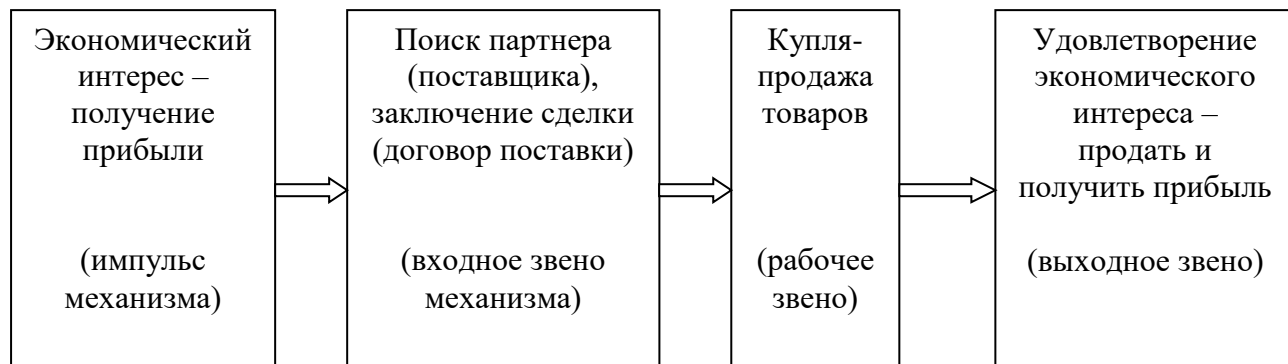 Экономический
интерес –
получение
прибыли
(импульс
механизма)
Поиск партнера
(поставщика),
заключение сделки
(договор поставки)
(входное звено
механизма)
Купля-
продажа
товаров
(рабочее
звено)
Удовлетворение
экономического
интереса –
продать и
получить прибыль
(выходное звено)